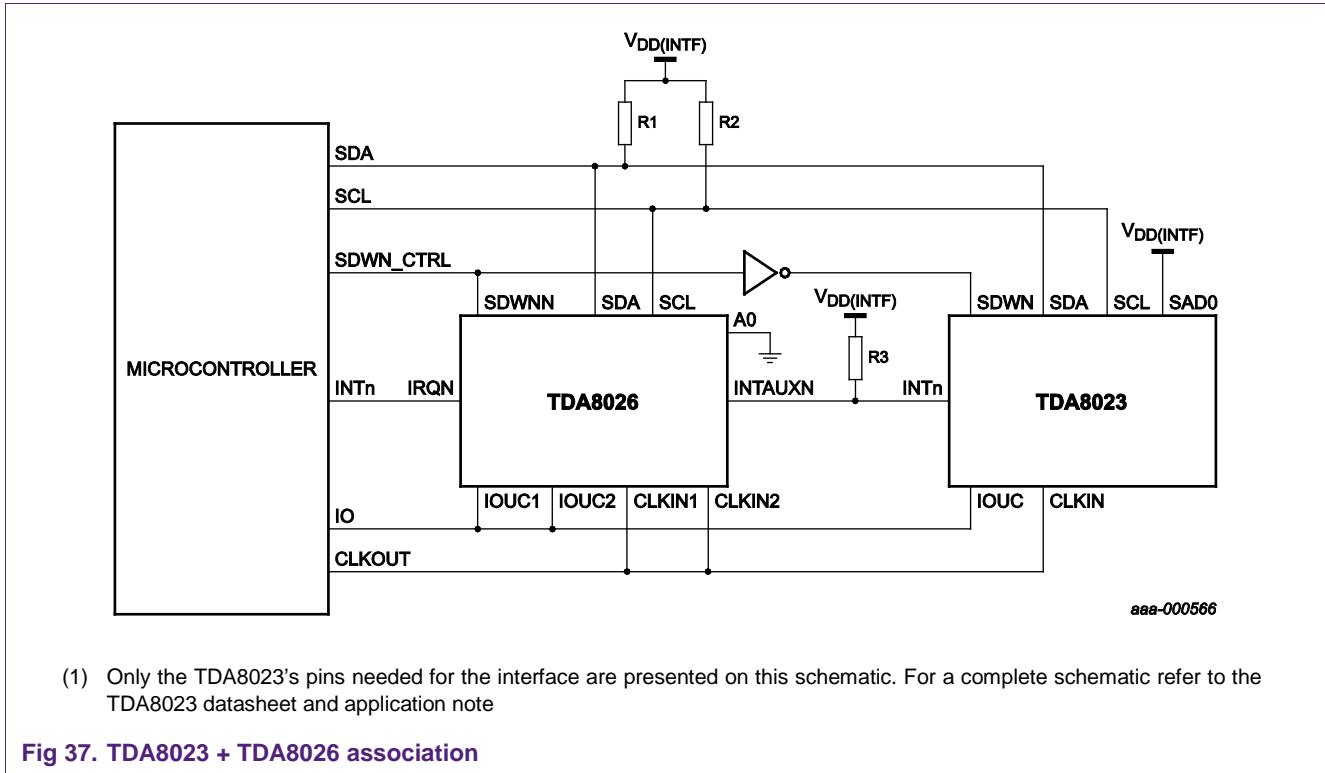 VDD(INTF)
R1
R2
SDA
SCL
SDWN_CTRL
VDD(INTF)
VDD(INTF)
SDWNN
SDA
SCL
SDWN
SDA
SCL
SAD0
A0
R3
MICROCONTROLLER
INTn
IRQN
TDA8026
INTAUXN
INTn
TDA8023
IOUC1
IOUC2
CLKIN1
CLKIN2
IOUC
CLKIN
IO
CLKOUT
aaa-000566
(1) Only the TDA8023's pins needed for the interface are presented on this schematic. For a complete schematic refer to the
TDA8023 datasheet and application note
Fig 37. TDA8023 + TDA8026 association